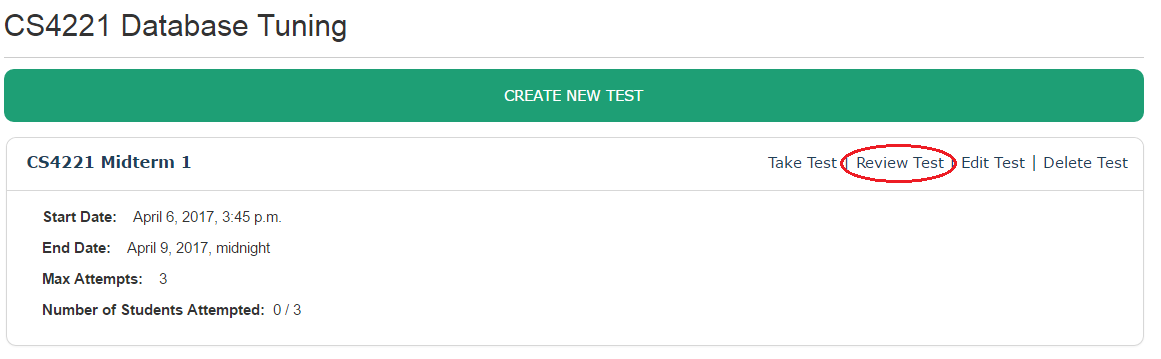 CS4221 Database Tuning
CREATE NEW TEST
CS4221 Midterm 1
Take Test | Review Test | Edit Test | Delete Test
Start Date: April 6, 2017, 3:45 p.m.
End Date: April 9, 2017, midnight
Max Attempts: 3
Number of Students Attempted: 0 / 3